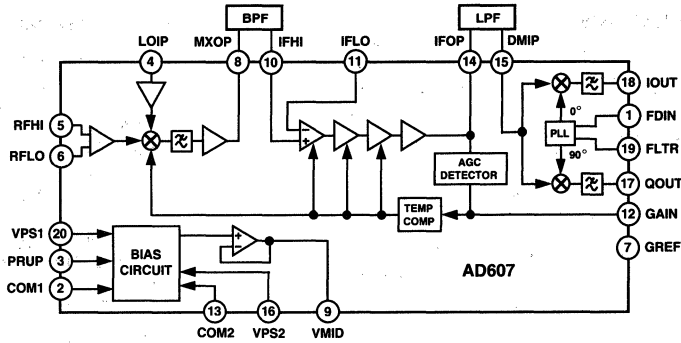 BPF
LPF
LOIP
MXOP
IFHI
IFLO
IFOP
DMIP
4
8
10
11
14
15
18
IOUT
0°
RFHI
5
1
FDIN
PLL
RFLO
6
19
FLTR
AGC
DETECTOR
90°
17
QOUT
TEMP
COMP
12
GAIN
VPS1
20
7
GREF
PRUP
3
BIAS
CIRCUIT
AD607
COM1
2
13
16
9
COM2
VPS2
VMID
+
−
−
+